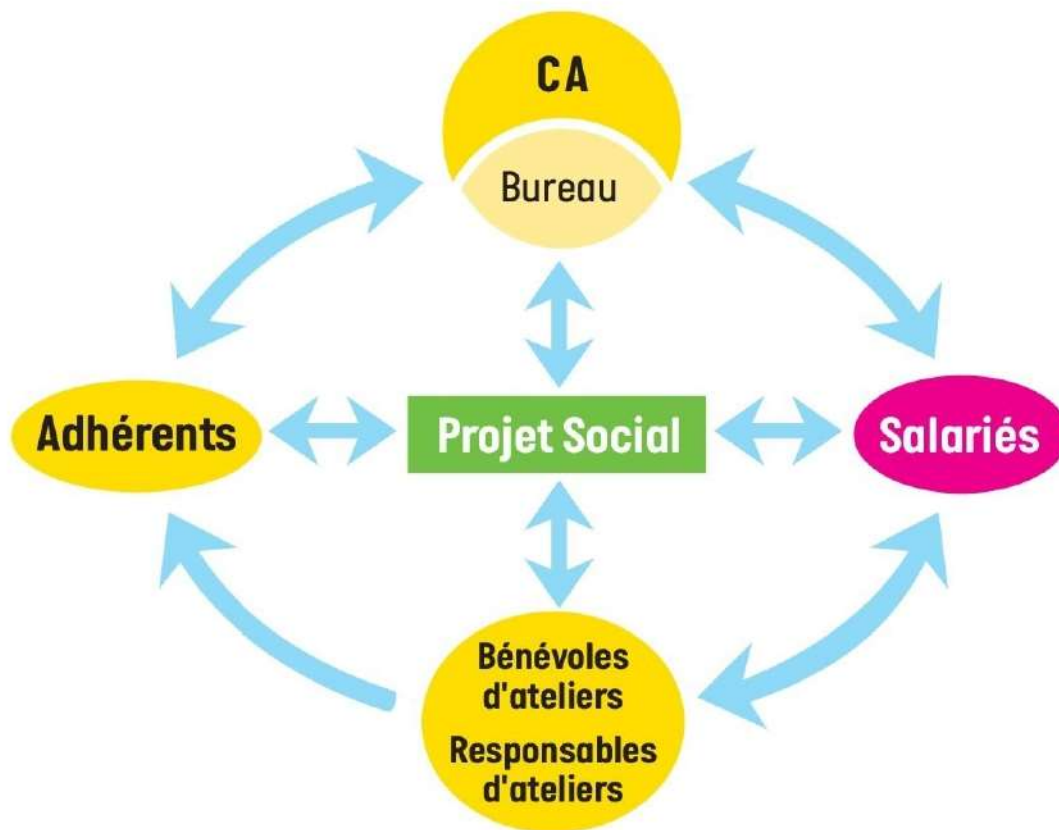 CA
Bureau
Adhérents
Projet Social
Salariés
Bénévoles
d'ateliers
Responsables
d'ateliers